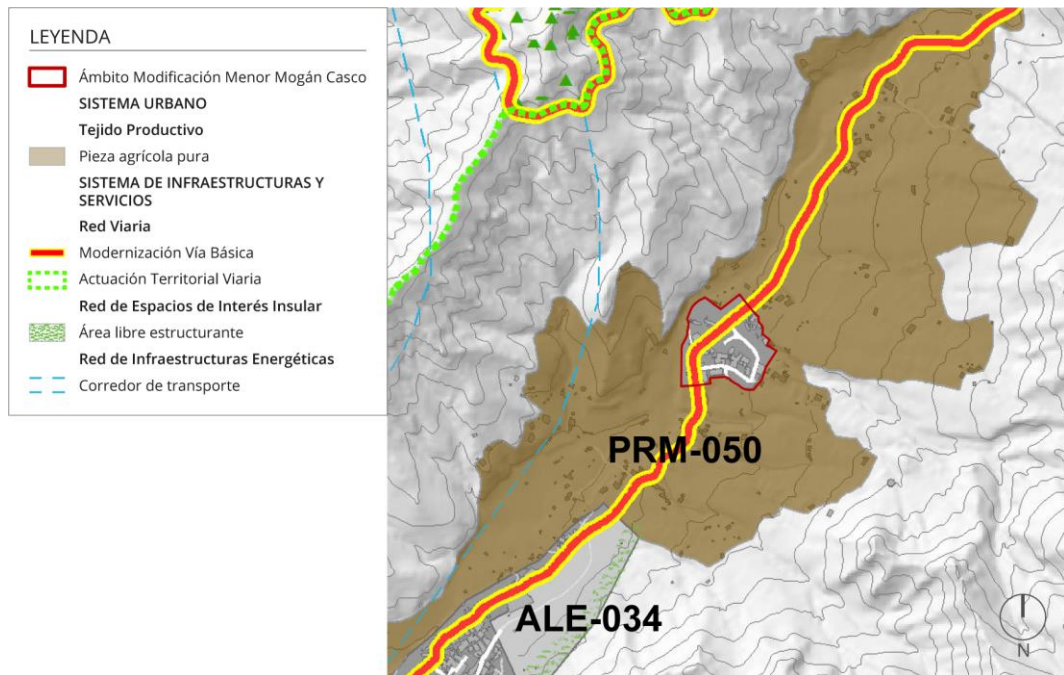 LEYENDA
Ámbito Modificación Menor Mogán Casco
SISTEMA URBANO
Tejido Productivo
Pieza agrícola pura
SISTEMA DE INFRAESTRUCTURAS Y
SERVICIOS
Red Viaria
Modernización Vía Básica
Actuación Territorial Viaria
Red de Espacios de Interés Insular
Área libre estructurante
Red de Infraestructuras Energéticas
Corredor de transporte
PRM-050
ALE-034
N